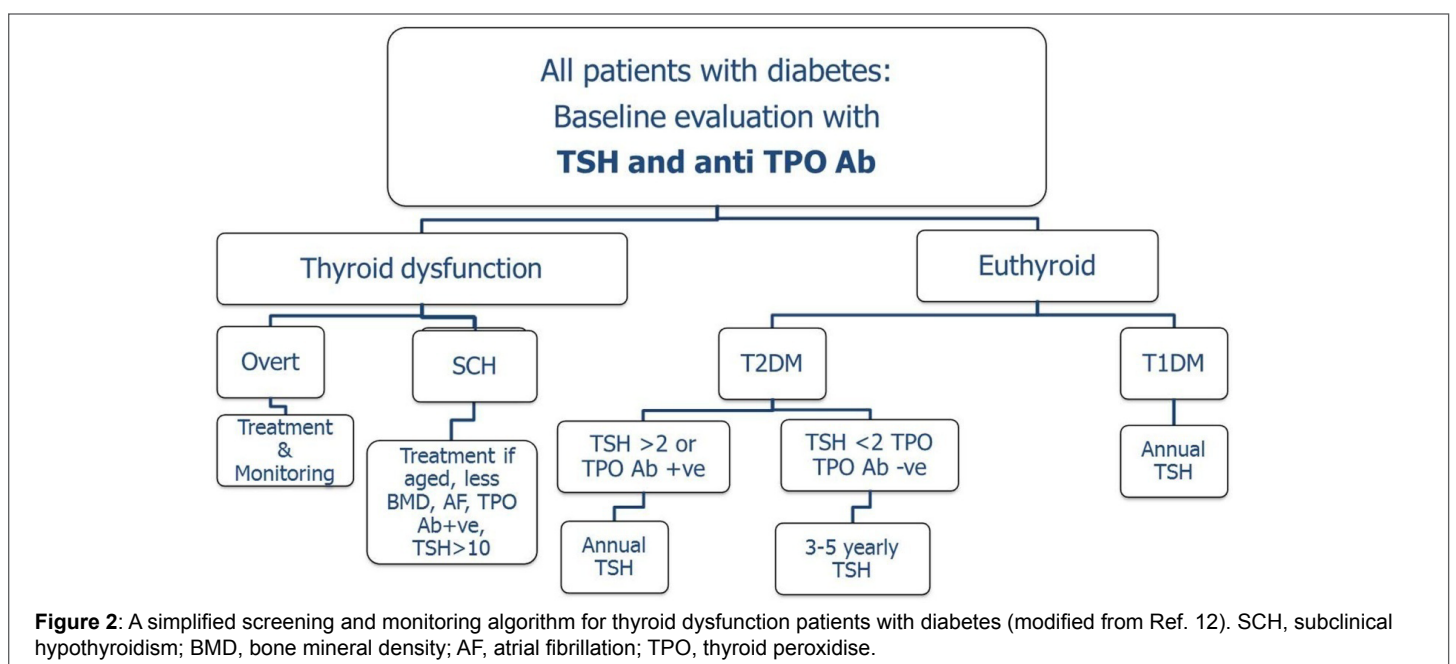 All patients with diabetes:
Baseline evaluation with
TSH and anti TPO Ab
Thyroid dysfunction
Euthyroid
Overt
SCH
T2DM
T1DM
Treatment
&
Monitoring
Treatment if
aged, less
BMD, AF, TPO
Ab+ve,
TSH>10
TSH >2 or
TPO Ab +ve
TSH <2 TPO
TPO Ab -ve
Annual
TSH
Annual
TSH
3-5 yearly
TSH
Figure 2: A simplified screening and monitoring algorithm for thyroid dysfunction patients with diabetes (modified from Ref. 12). SCH, subclinical
hypothyroidism; BMD, bone mineral density; AF, atrial fibrillation; TPO, thyroid peroxidise.